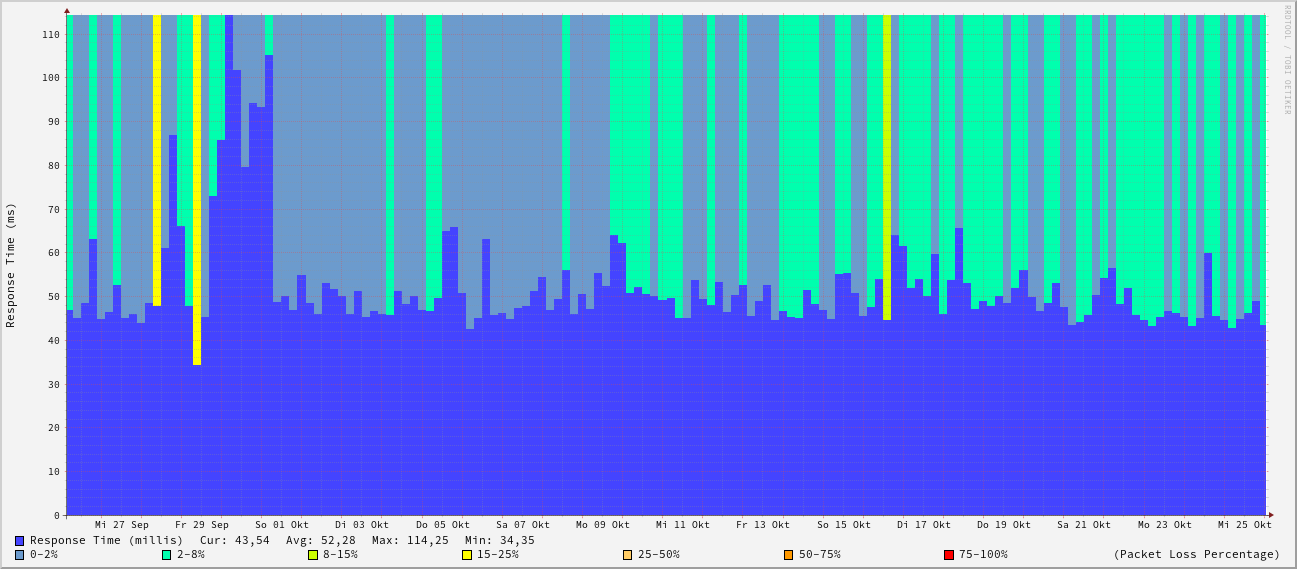 RRDTOOL / TOBI OETIKER
Response Time (ms)
110
100
90
80
70
60
50
40
30
20
10
0
Mi 27 Sep Fr 29 Sep So 01 Okt Di 03 Okt Do 05 Okt Sa 07 Okt Mo 09 Okt Mi 11 Okt Fr 13 Okt So 15 Okt Di 17 Okt Do 19 Okt Sa 21 Okt Mo 23 Okt Mi 25 Okt
Response Time (millis) Cur: 43,54 Avg: 52,28 Max: 114,25 Min: 34,35
0-2% 2-8% 8-15% 15-25% 25-50% 50-75% 75-100% (Packet Loss Percentage)